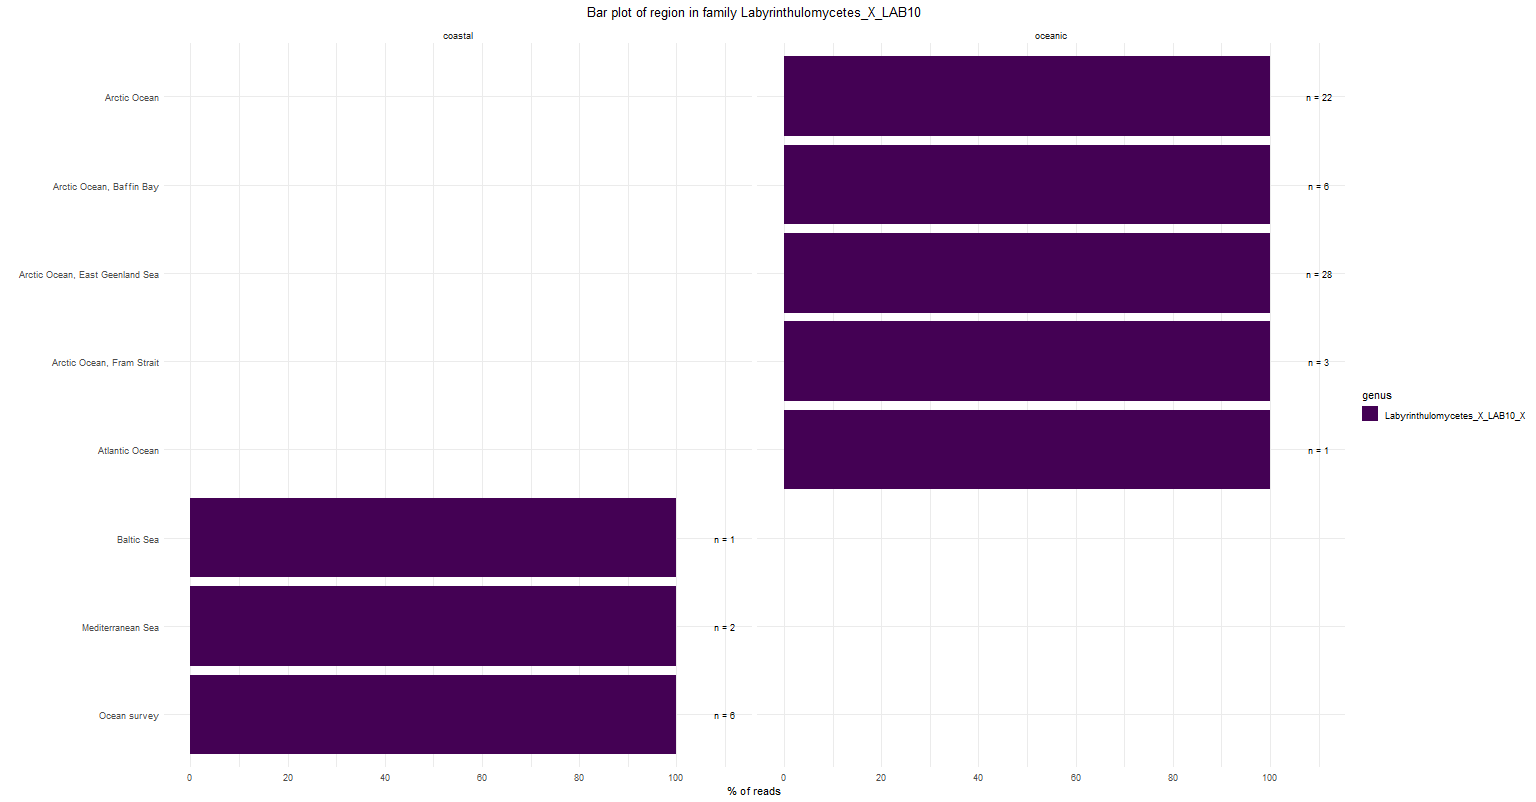 Bar plot of region in family Labyrinthulomycetes_X_LAB10
coastal
oceanic
Arctic Ocean
n = 22
Arctic Ocean, Baffin Bay
n = 6
Arctic Ocean, East Geenland Sea
n = 28
Arctic Ocean, Fram Strait
n = 3
Atlantic Ocean
n = 1
Baltic Sea
n = 1
Mediterranean Sea
n = 2
Ocean survey
n = 6
0 20 40 60 80 100
0 20 40 60 80 100
% of reads
genus
Labyrinthulomycetes_X_LAB10_X